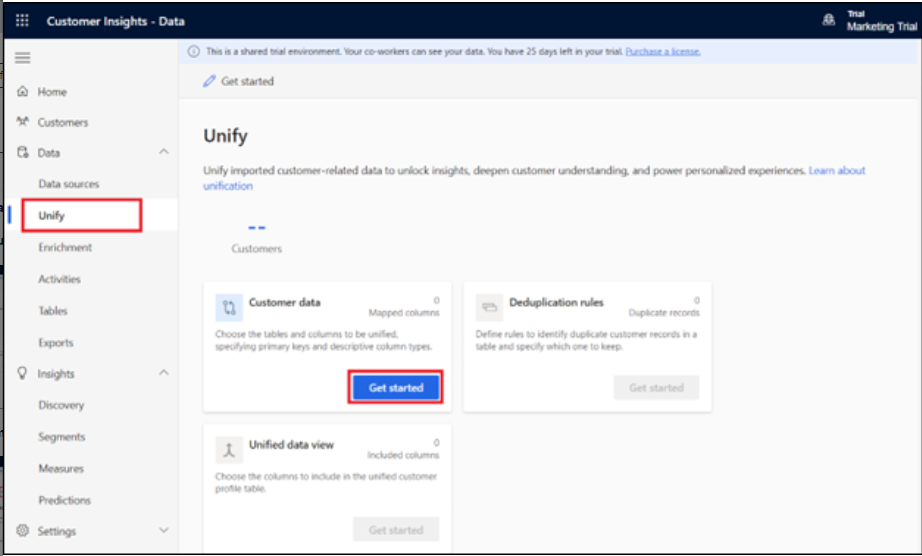 Customer Insights - Data
Trial
Marketing Trial
This is a shared trial environment. Your co-workers can see your data. You have 25 days left in your trial. Purchase a license.
Get started
Home
Customers
Data
Data sources
Unify
Enrichment
Activities
Tables
Exports
Insights
Discovery
Segments
Measures
Predictions
Settings
Unify
Unify imported customer-related data to unlock insights, deepen customer understanding, and power personalized experiences. Learn about
unification
--
Customers
Customer data
0
Mapped columns
Choose the tables and columns to be unified,
specifying primary keys and descriptive column types.
Get started
Deduplication rules
0
Duplicate records
Define rules to identify duplicate customer records in a
table and specify which one to keep.
Get started
Unified data view
0
Included columns
Choose the columns to include in the unified customer
profile table.
Get started